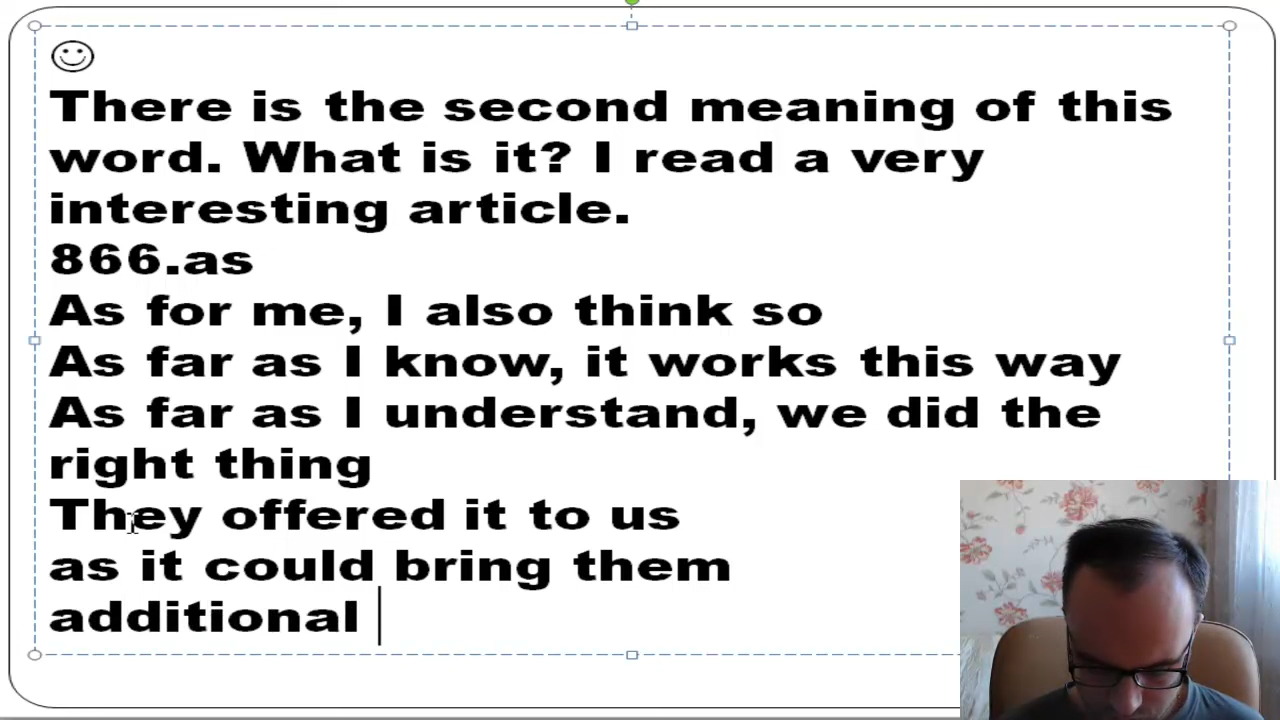 There is the second meaning of this
word. What is it? I read a very
interesting article.
866.as
As for me, I also think so
As far as I know, it works this way
As far as I understand, we did the
right thing
They offered it to us
as it could bring them
additional